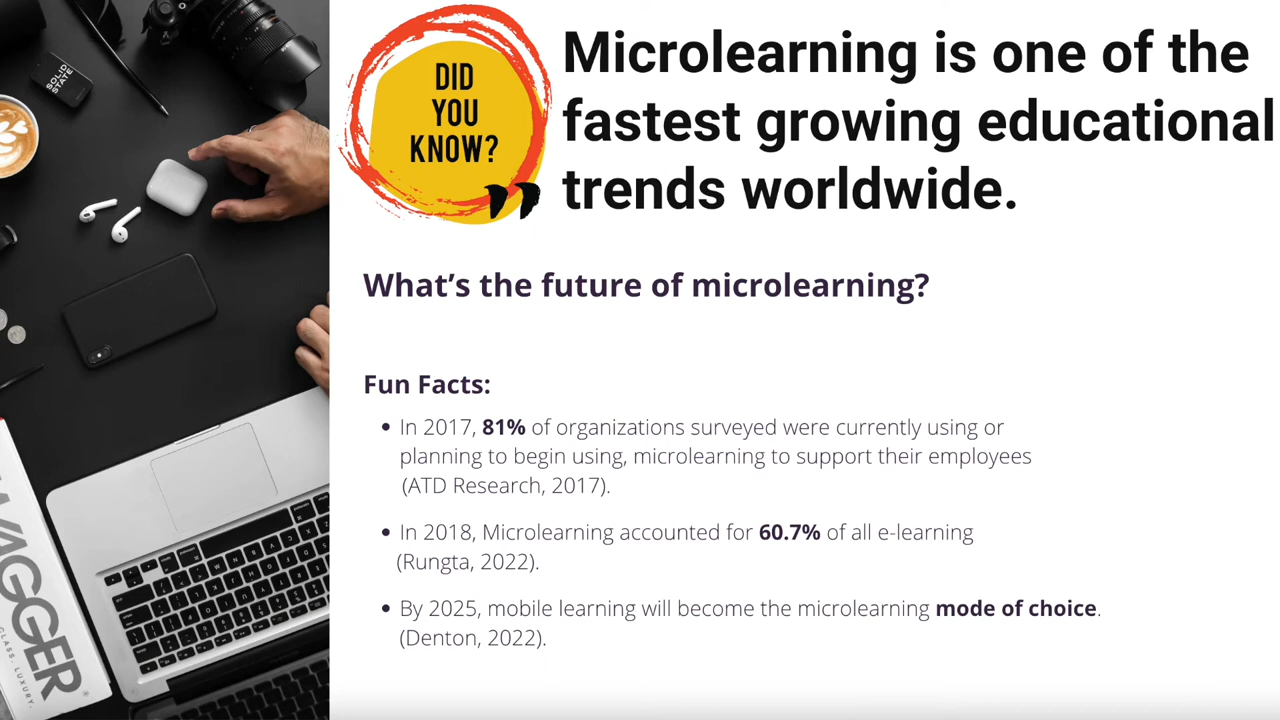 SOLID
STATE
DID
YOU
KNOW?
Microlearning is one of the
fastest growing educational
trends worldwide.
What's the future of microlearning?
Fun Facts:
• In 2017, 81% of organizations surveyed were currently using or
planning to begin using, microlearning to support their employees
(ATD Research, 2017).
• In 2018, Microlearning accounted for 60.7% of all e-learning
(Rungta, 2022).
• By 2025, mobile learning will become the microlearning mode of choice.
(Denton, 2022).
GLASS. LUXURY.